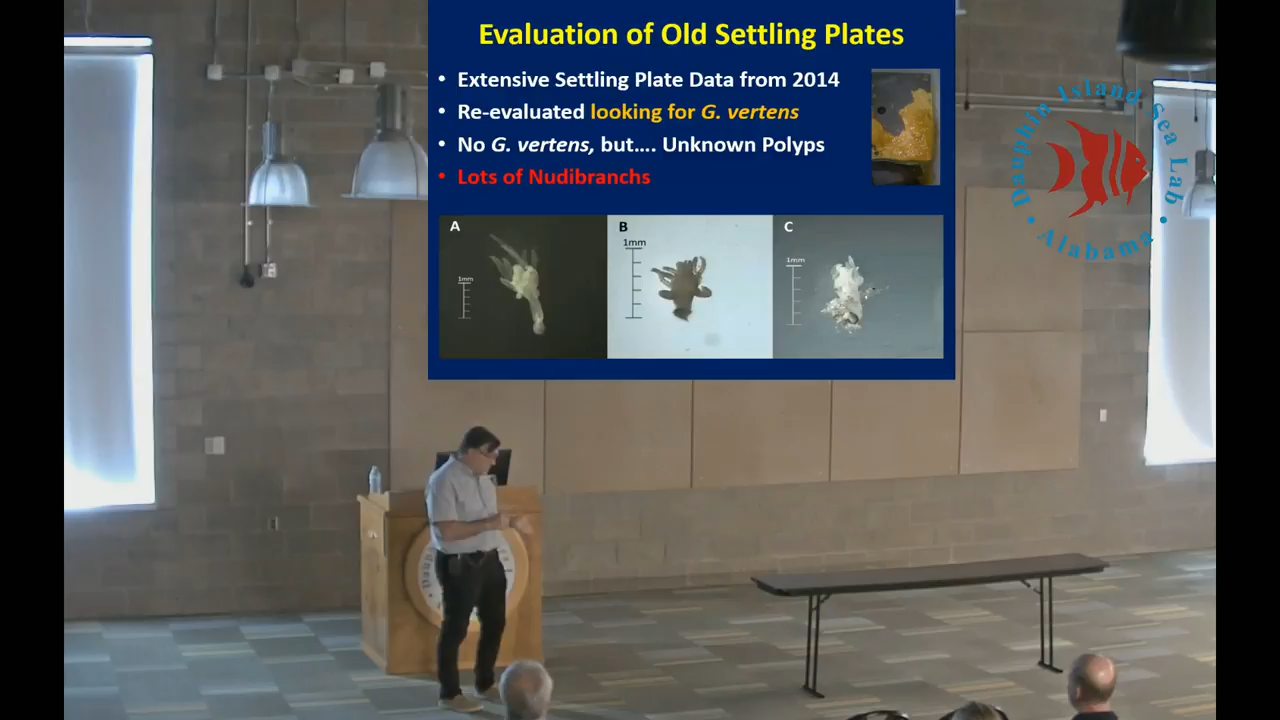 Evaluation of Old Settling Plates
• Extensive Settling Plate Data from 2014
• Re-evaluated looking for G. vertens
• No G. vertens, but…. Unknown Polyps
• Lots of Nudibranchs
A
1mm
B
1mm
C
1mm
Dauphin Island Sea Lab
• Alabama •